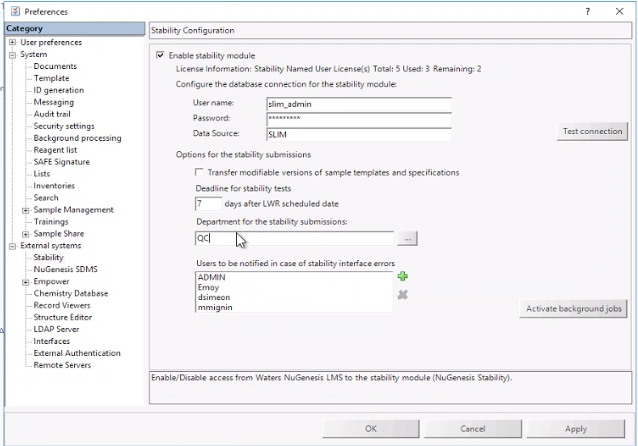 Preferences
Category
User preferences
System
Documents
Template
ID generation
Messaging
Audit trail
Security settings
Background processing
Reagent list
SAFE Signature
Lists
Inventories
Search
Sample Management
Trainings
Sample Share
External systems
Stability
NuGenesis SDMS
Empower
Chemistry Database
Record Viewers
Structure Editor
LDAP Server
Interfaces
External Authentication
Remote Servers
Stability Configuration
Enable stability module
License Information: Stability Named User License(s) Total: 5 Used: 3 Remaining: 2
Configure the database connection for the stability module:
User name: slim_admin
Password: *********
Data Source: SLIM
Test connection
Options for the stability submissions
Transfer modifiable versions of sample templates and specifications
Deadline for stability tests
7 days after LWR scheduled date
Department for the stability submissions:
QC ...
Users to be notified in case of stability interface errors
ADMIN
Emoy
dsimeon
mmignin
Activate background jobs
Enable/Disable access from Waters NuGenesis LMS to the stability module (NuGenesis Stability).
OK Cancel Apply